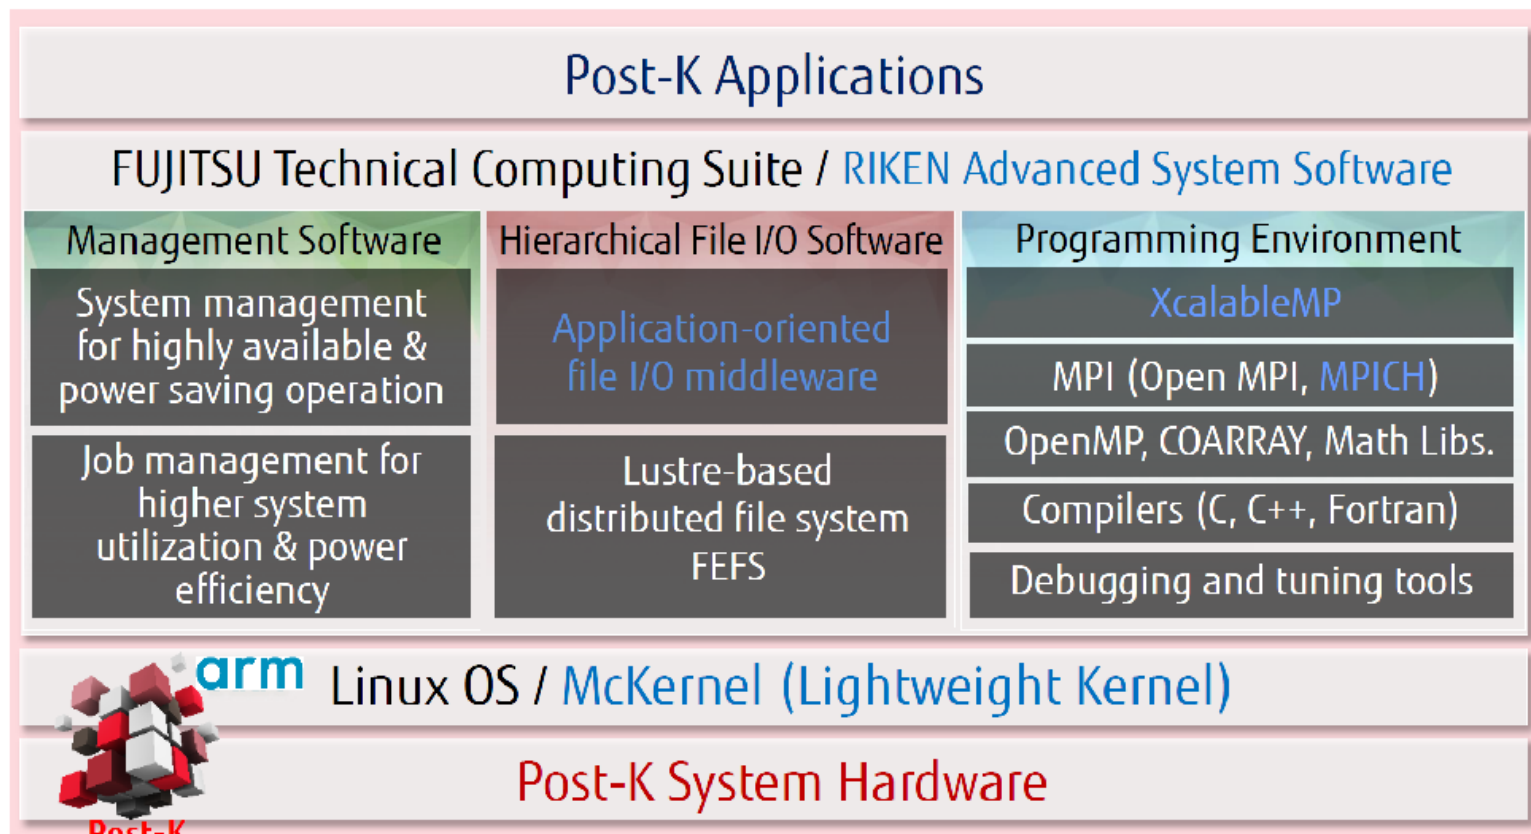 Post-K Applications
FUJITSU Technical Computing Suite / RIKEN Advanced System Software
Management Software
System management
for highly available &
power saving operation
Job management for
higher system
utilization & power
efficiency
Hierarchical File I/O Software
Application-oriented
file I/O middleware
Lustre-based
distributed file system
FEFS
Programming Environment
XcalableMP
MPI (Open MPI, MPICH)
OpenMP, COARRAY, Math Libs.
Compilers (C, C++, Fortran)
Debugging and tuning tools
arm
Linux OS / McKernel (Lightweight Kernel)
Post-K System Hardware
Post-K